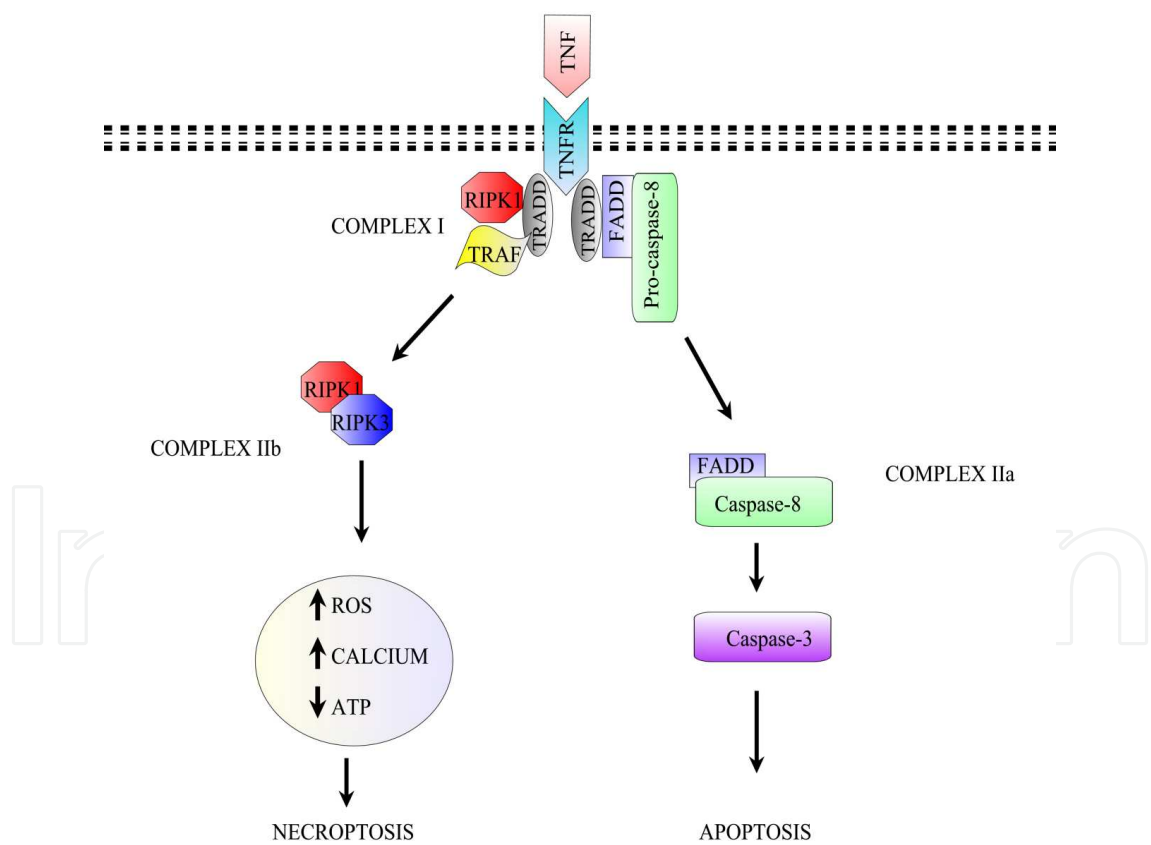 TNF
TNFR
RIPK1
TRADD
TRADD
FADD
Pro-caspase-8
COMPLEX I
TRAF
RIPK1
RIPK3
COMPLEX IIb
FADD
Caspase-8
COMPLEX IIa
ROS
CALCIUM
ATP
Caspase-3
NECROPTOSIS
APOPTOSIS